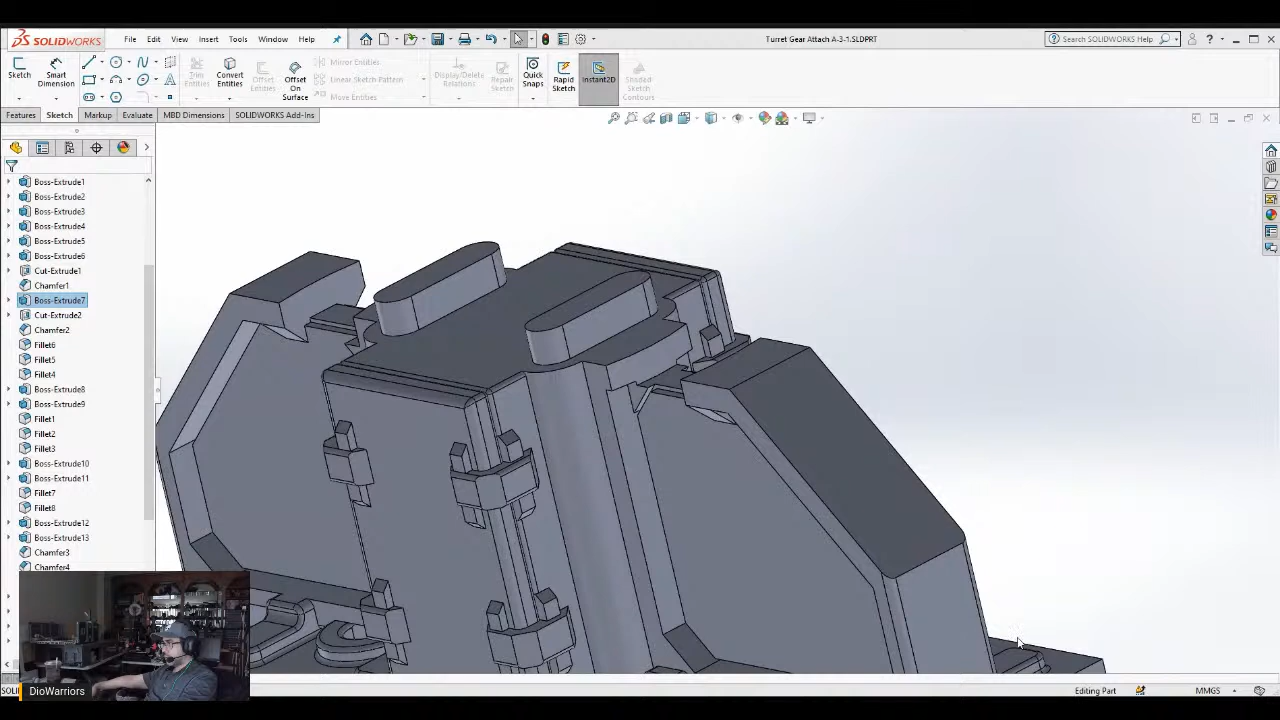 SOLIDWORKS
File Edit View Insert Tools Window Help
Turret Gear Attach A-3-1.SLDPRT
Search SOLIDWORKS Help
Sketch
Smart Dimension
Trim Entities
Convert Entities
Offset Entities
Offset On Surface
Mirror Entities
Linear Sketch Pattern
Move Entities
Display/Delete Relations
Repair Sketch
Quick Snaps
Rapid Sketch
Instant2D
Shaded Sketch Contours
Features Sketch Markup Evaluate MBD Dimensions SOLIDWORKS Add-Ins
Boss-Extrude1
Boss-Extrude2
Boss-Extrude3
Boss-Extrude4
Boss-Extrude5
Boss-Extrude6
Cut-Extrude1
Chamfer1
Boss-Extrude7
Cut-Extrude2
Chamfer2
Fillet6
Fillet5
Fillet4
Boss-Extrude8
Boss-Extrude9
Fillet1
Fillet2
Fillet3
Boss-Extrude10
Boss-Extrude11
Fillet7
Fillet8
Boss-Extrude12
Boss-Extrude13
Chamfer3
Chamfer4
DioWarriors
Editing Part
MMGS